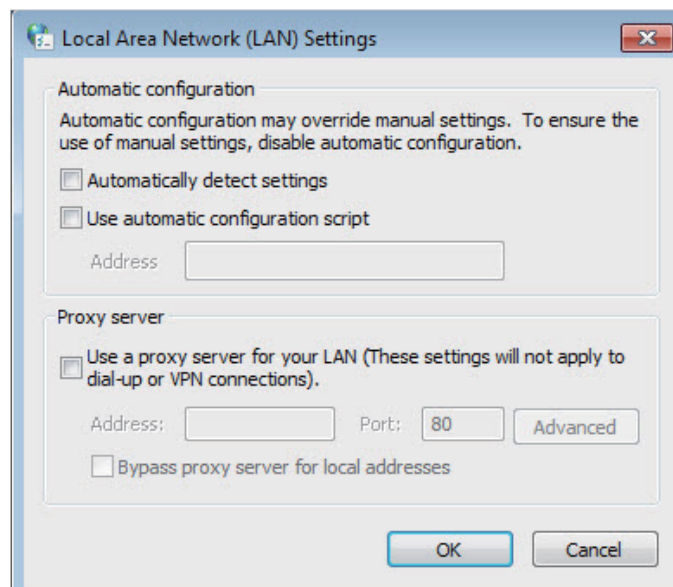 Local Area Network (LAN) Settings
Automatic configuration
Automatic configuration may override manual settings.  To ensure the
use of manual settings, disable automatic configuration.
Automatically detect settings
Use automatic configuration script
Address
Proxy server
Use a proxy server for your LAN (These settings will not apply to
dial-up or VPN connections).
Address: Port: 80 Advanced
Bypass proxy server for local addresses
OK Cancel